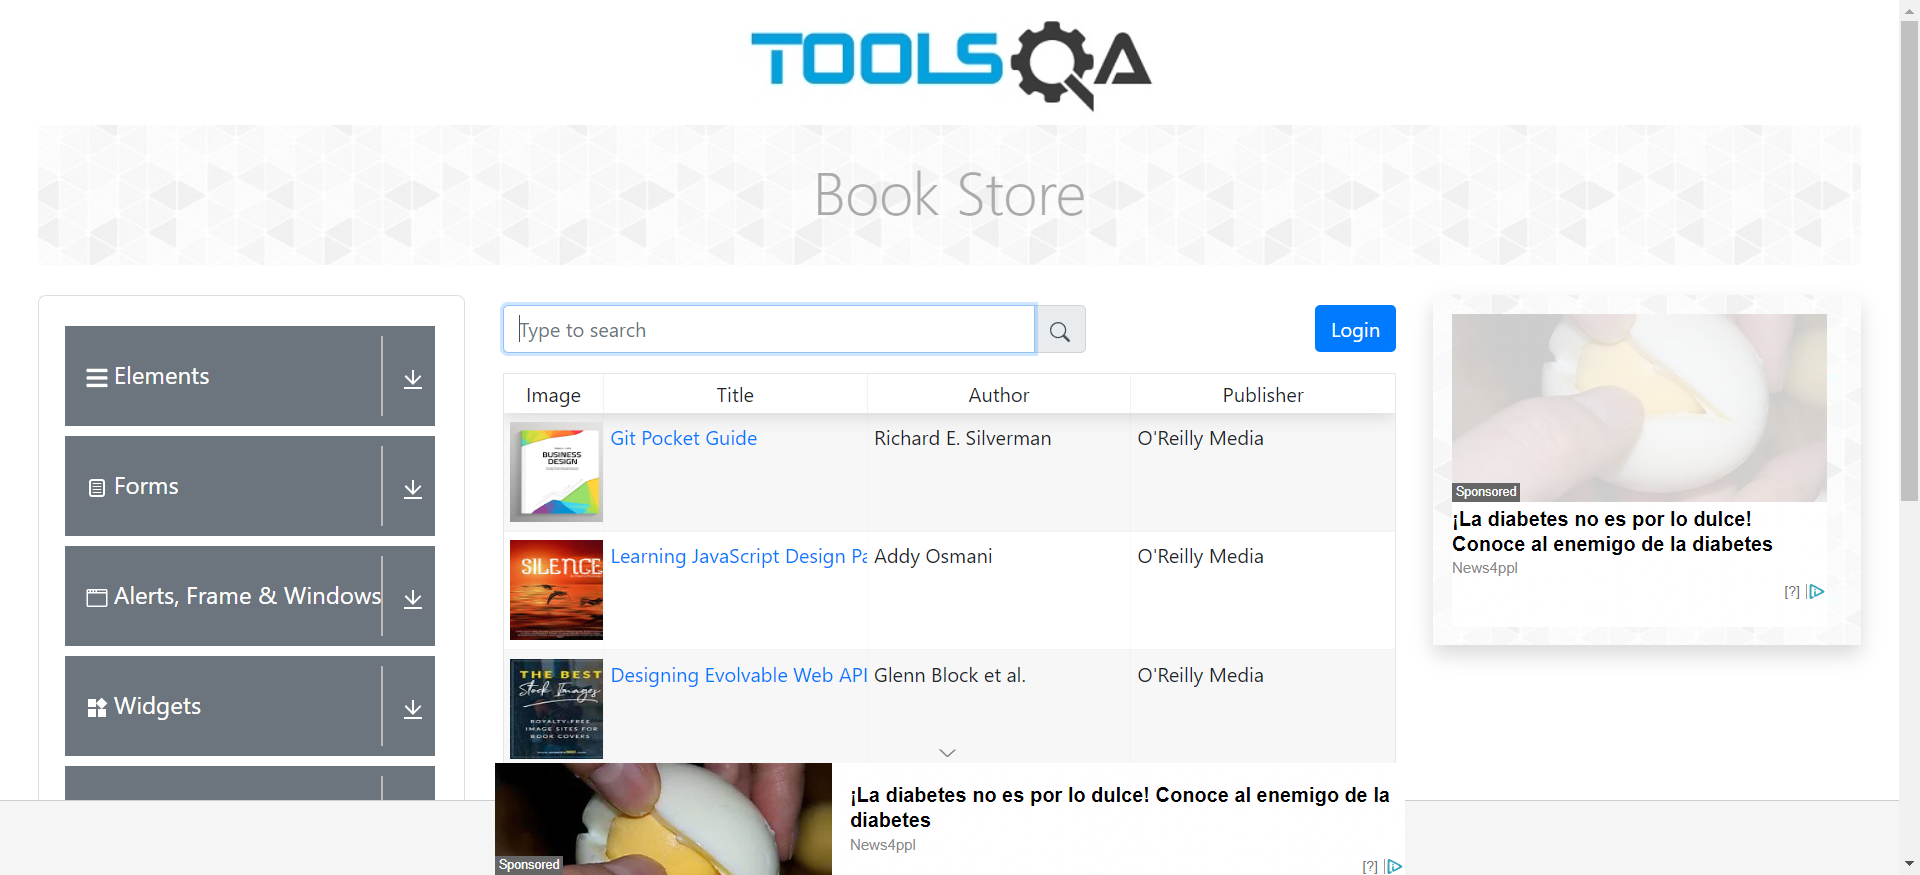 TOOLSQA
Book Store
Elements
Forms
Alerts, Frame & Windows
Widgets
Type to search
Login
Image Title Author Publisher
BUSINESS
DESIGN
Git Pocket Guide Richard E. Silverman O'Reilly Media
SILENCE
Learning JavaScript Design Pa Addy Osmani O'Reilly Media
THE BEST
Stock Images
ROYALTY-FREE
IMAGE SITES FOR
BOOK COVERS
Designing Evolvable Web API Glenn Block et al. O'Reilly Media
Sponsored
¡La diabetes no es por lo dulce!
Conoce al enemigo de la diabetes
News4ppl
[?]
Sponsored
¡La diabetes no es por lo dulce! Conoce al enemigo de la
diabetes
News4ppl
[?]